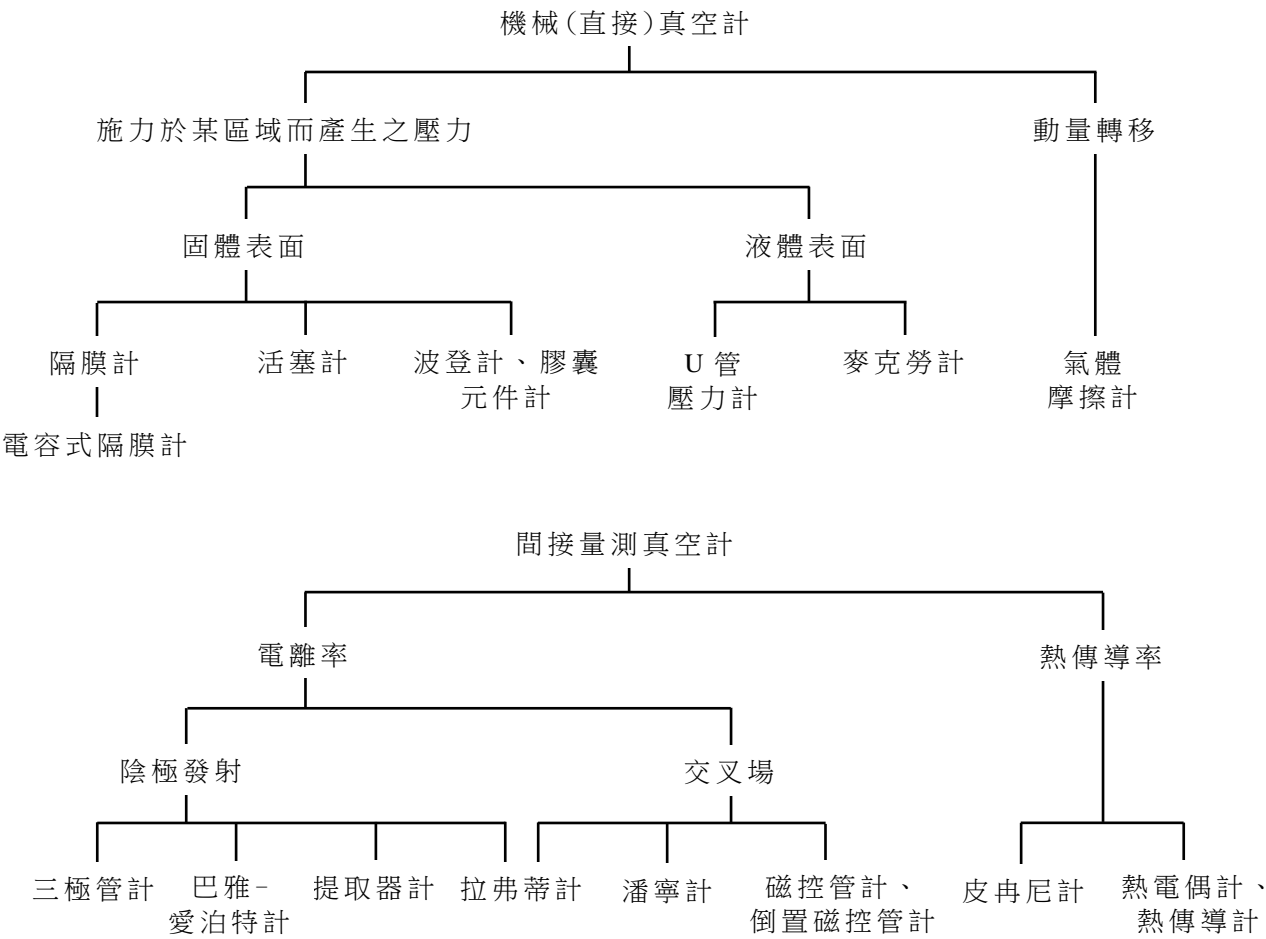 機械(直接)真空計
施力於某區域而產生之壓力
動量轉移
固體表面
液體表面
隔膜計
活塞計
波登計、膠囊
元件計
U 管
壓力計
麥克勞計
氣體
摩擦計
電容式隔膜計
間接量測真空計
電離率
熱傳導率
陰極發射
交叉場
三極管計
巴雅-
愛泊特計
提取器計
拉弗蒂計
潘寧計
磁控管計、
倒置磁控管計
皮冉尼計
熱電偶計、
熱傳導計